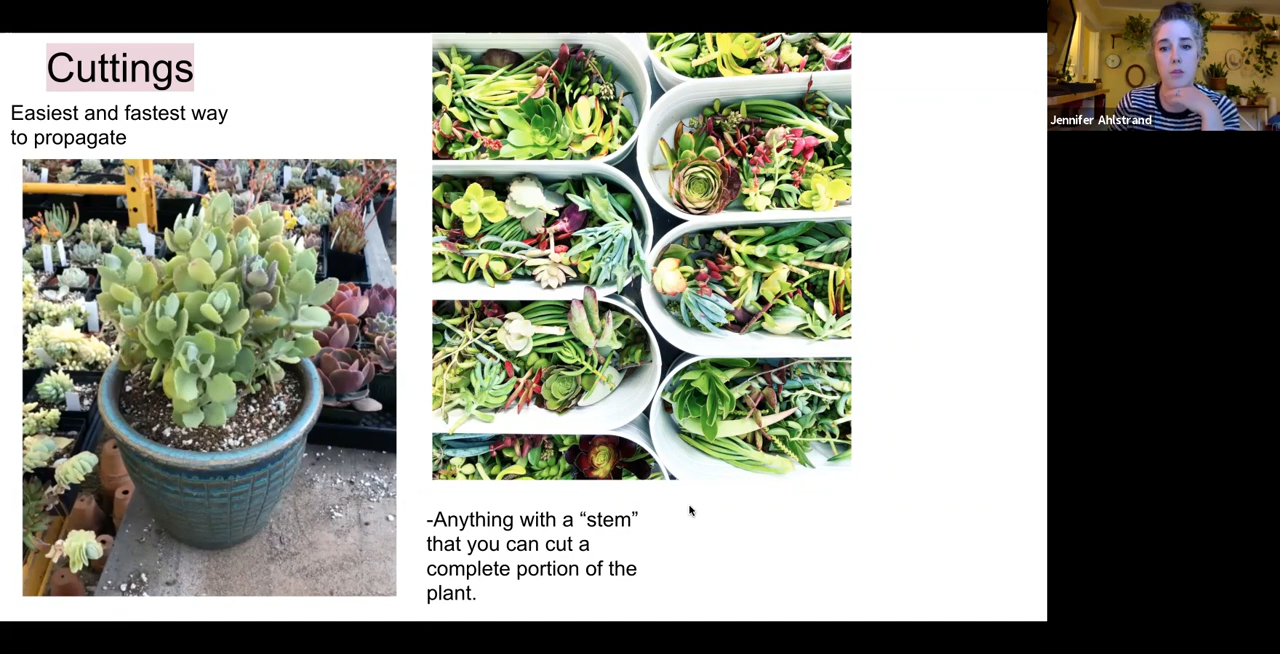 Cuttings
Easiest and fastest way
to propagate
-Anything with a “stem”
that you can cut a
complete portion of the
plant.
Jennifer Ahlstrand